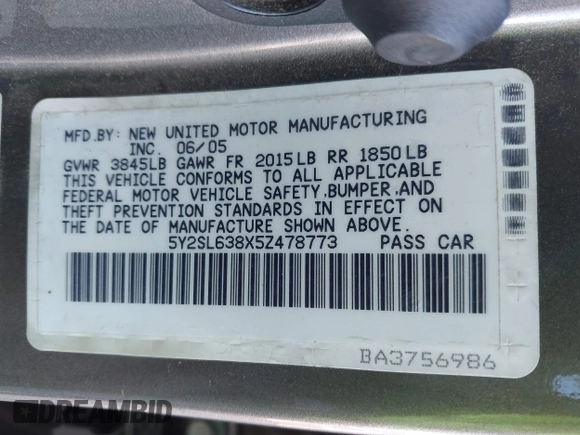 MFD.BY: NEW UNITED MOTOR MANUFACTURING
INC. 06/05
GVWR 3845LB GAWR FR 2015LB RR 1850LB
THIS VEHICLE CONFORMS TO ALL APPLICABLE
FEDERAL MOTOR VEHICLE SAFETY,BUMPER,AND
THEFT PREVENTION STANDARDS IN EFFECT ON
THE DATE OF MANUFACTURE SHOWN ABOVE.
5Y2SL638X5Z478773 PASS CAR
BA3756986
DREAMBID